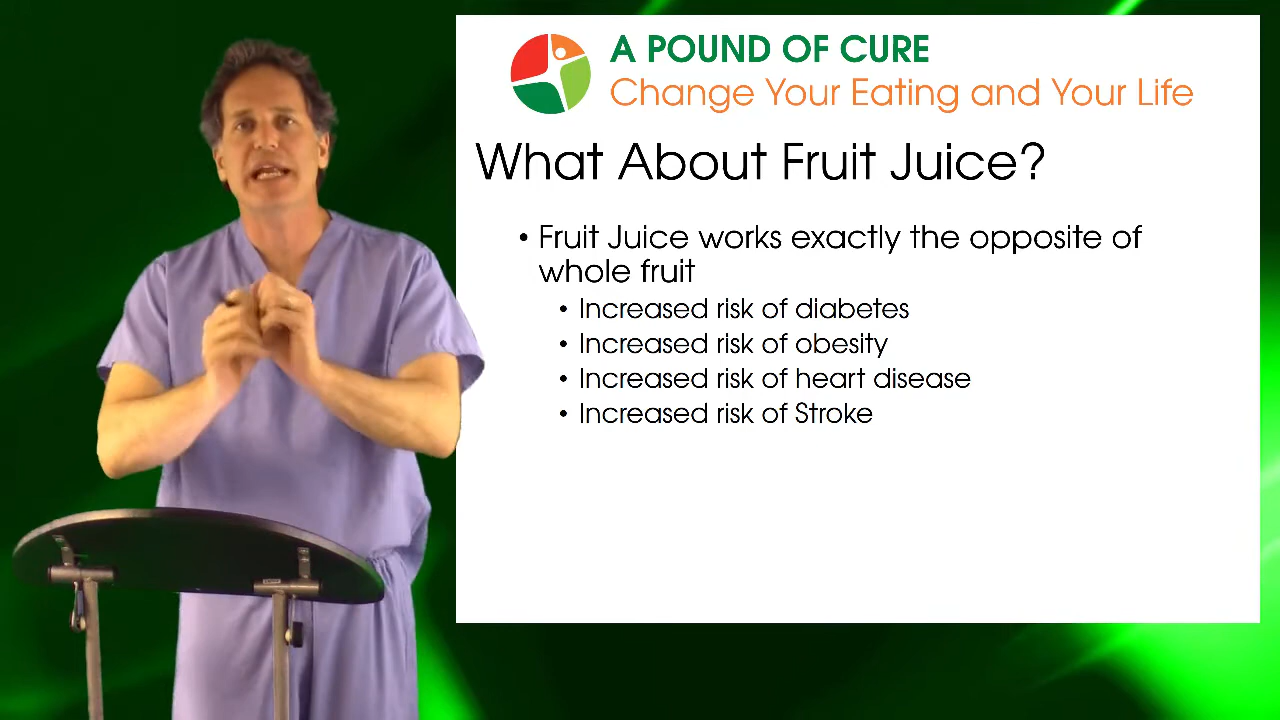 A POUND OF CURE
Change Your Eating and Your Life
What About Fruit Juice?
• Fruit Juice works exactly the opposite of
whole fruit
• Increased risk of diabetes
• Increased risk of obesity
• Increased risk of heart disease
• Increased risk of Stroke